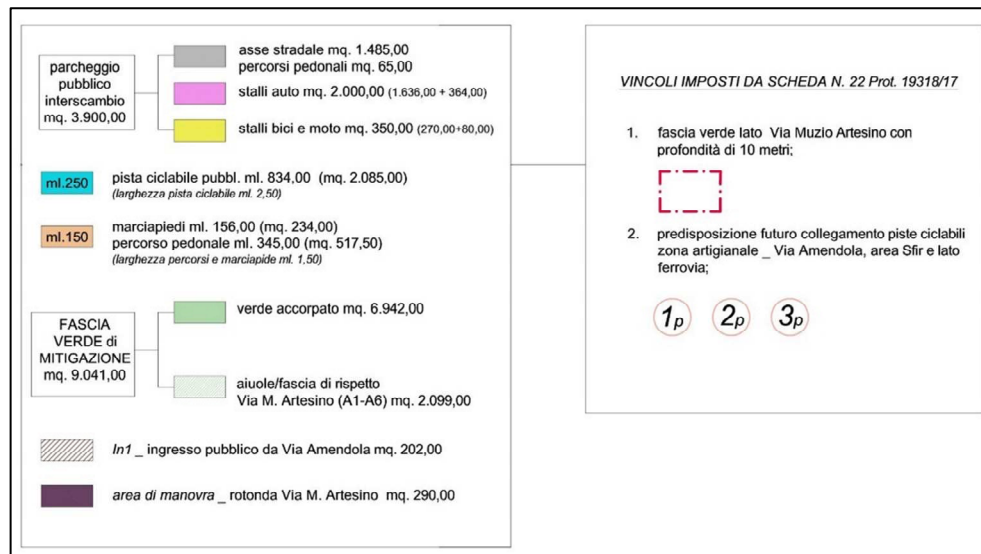 parcheggio
pubblico
interscambio
mq. 3.900,00
asse stradale mq. 1.485,00
percorsi pedonali mq. 65,00
stalli auto mq. 2.000,00 (1.636,00 + 364,00)
stalli bici e moto mq. 350,00 (270,00+80,00)
ml.250
pista ciclabile pubbl. ml. 834,00 (mq. 2.085,00)
(larghezza pista ciclabile ml. 2,50)
ml.150
marciapiedi ml. 156,00 (mq. 234,00)
percorso pedonale ml. 345,00 (mq. 517,50)
(larghezza percorsi e marciapide ml. 1,50)
FASCIA
VERDE di
MITIGAZIONE
mq. 9.041,00
verde accorpato mq. 6.942,00
aiuole/fascia di rispetto
Via M. Artesino (A1-A6) mq. 2.099,00
In1 _ ingresso pubblico da Via Amendola mq. 202,00
area di manovra _ rotonda Via M. Artesino mq. 290,00
VINCOLI IMPOSTI DA SCHEDA N. 22 Prot. 19318/17
1. fascia verde lato Via Muzio Artesino con
profondità di 10 metri;
2. predisposizione futuro collegamento piste ciclabili
zona artigianale _ Via Amendola, area Sfir e lato
ferrovia;
1p 2p 3p